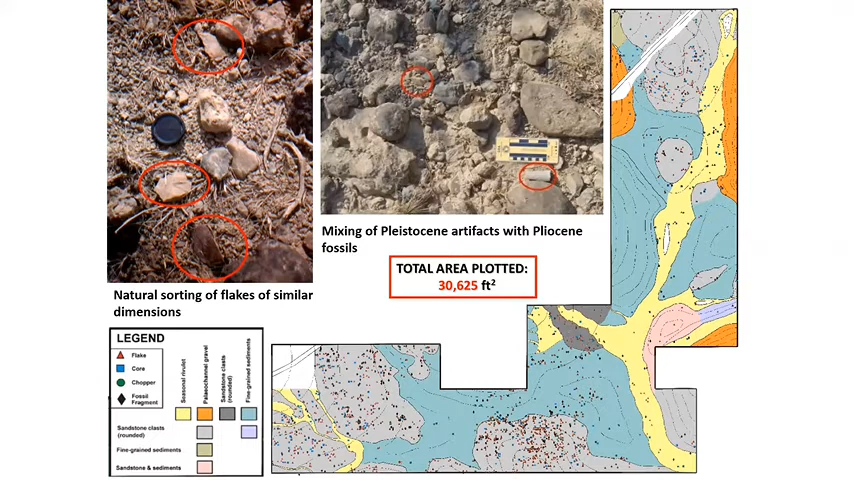 Mixing of Pleistocene artifacts with Pliocene
fossils
TOTAL AREA PLOTTED:
30,625 ft²
Natural sorting of flakes of similar
dimensions
LEGEND
Flake
Core
Chopper
Fossil
Fragment
Seasonal rivulet
Palaeochannel gravel
Sandstone clasts
(rounded)
Fine-grained sediments
Sandstone clasts
(rounded)
Fine-grained sediments
Sandstone & sediments